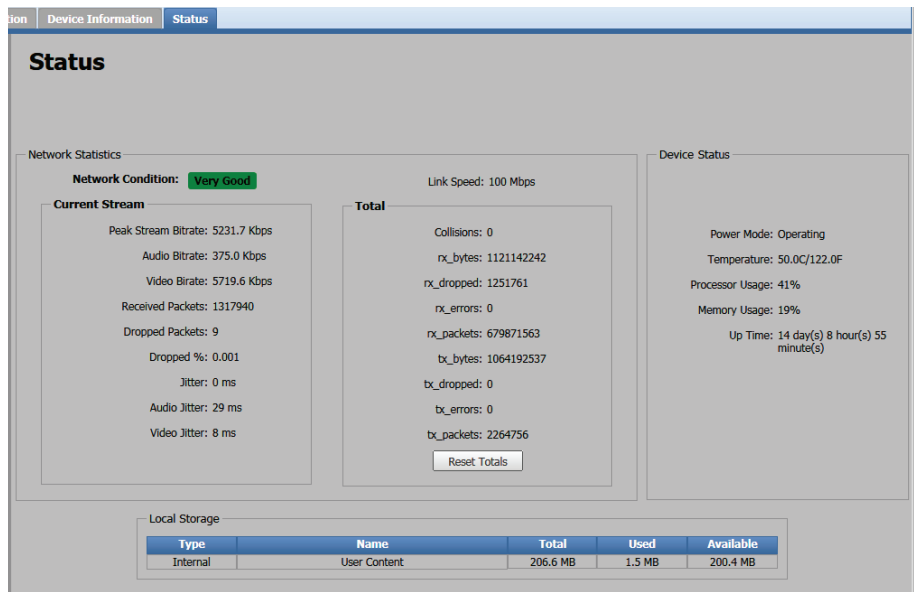 tion Device Information Status
Status
Network Statistics
Network Condition: Very Good
Link Speed: 100 Mbps
Current Stream
Peak Stream Bitrate: 5231.7 Kbps
Audio Bitrate: 375.0 Kbps
Video Birate: 5719.6 Kbps
Received Packets: 1317940
Dropped Packets: 9
Dropped %: 0.001
Jitter: 0 ms
Audio Jitter: 29 ms
Video Jitter: 8 ms
Total
Collisions: 0
rx_bytes: 1121142242
rx_dropped: 1251761
rx_errors: 0
rx_packets: 679871563
tx_bytes: 1064192537
tx_dropped: 0
tx_errors: 0
tx_packets: 2264756
Reset Totals
Device Status
Power Mode: Operating
Temperature: 50.0C/122.0F
Processor Usage: 41%
Memory Usage: 19%
Up Time: 14 day(s) 8 hour(s) 55
minute(s)
Local Storage
Type Name Total Used Available
Internal User Content 206.6 MB 1.5 MB 200.4 MB